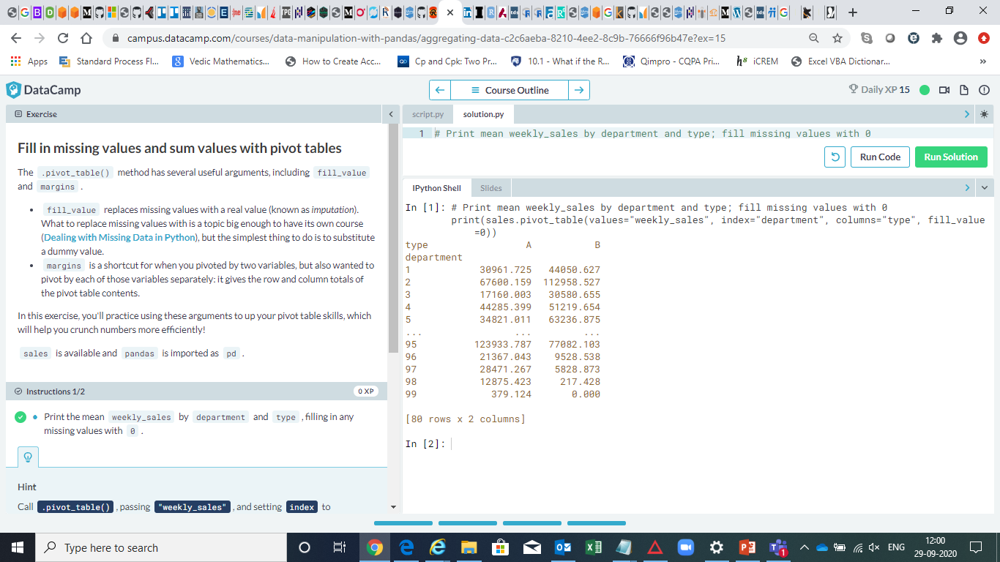 campus.datacamp.com/courses/data-manipulation-with-pandas/aggregating-data-c2c6aeba-8210-4ee2-8c9b-76666f96b47e?ex=15
Apps Standard Process Fl... Vedic Mathematics... How to Create Acc... Cp and Cpk: Two Pr... 10.1 - What if the R... Qimpro - CQPA Pri... iCREM Excel VBA Dictionar... »
DataCamp
Course Outline
Daily XP 15
Exercise
Fill in missing values and sum values with pivot tables
The .pivot_table() method has several useful arguments, including fill_value
and margins .
• fill_value replaces missing values with a real value (known as imputation).
What to replace missing values with is a topic big enough to have its own course
(Dealing with Missing Data in Python), but the simplest thing to do is to substitute
a dummy value.
• margins is a shortcut for when you pivoted by two variables, but also wanted to
pivot by each of those variables separately: it gives the row and column totals of
the pivot table contents.
In this exercise, you'll practice using these arguments to up your pivot table skills, which
will help you crunch numbers more efficiently!
sales is available and pandas is imported as pd .
Instructions 1/2
0 XP
• Print the mean weekly_sales by department and type , filling in any
missing values with 0 .
Hint
Call .pivot_table() , passing "weekly_sales" , and setting index to
script.py solution.py
1 # Print mean weekly_sales by department and type; fill missing values with 0
Run Code Run Solution
IPython Shell Slides
In [1]: # Print mean weekly_sales by department and type; fill missing values with 0
print(sales.pivot_table(values="weekly_sales", index="department", columns="type", fill_value
=0))
type A B
department
1 30961.725 44050.627
2 67600.159 112958.527
3 17160.003 30580.655
4 44285.399 51219.654
5 34821.011 63236.875
... ... ...
95 123933.787 77082.103
96 21367.043 9528.538
97 28471.267 5828.873
98 12875.423 217.428
99 379.124 0.000
[80 rows x 2 columns]
In [2]:
Type here to search
ENG
12:00
29-09-2020